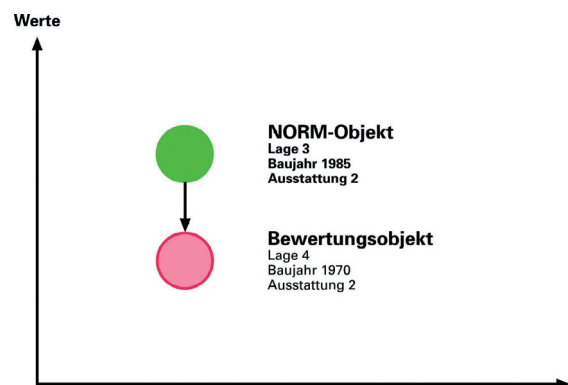 Werte
NORM-Objekt
Lage 3
Baujahr 1985
Ausstattung 2
Bewertungsobjekt
Lage 4
Baujahr 1970
Ausstattung 2